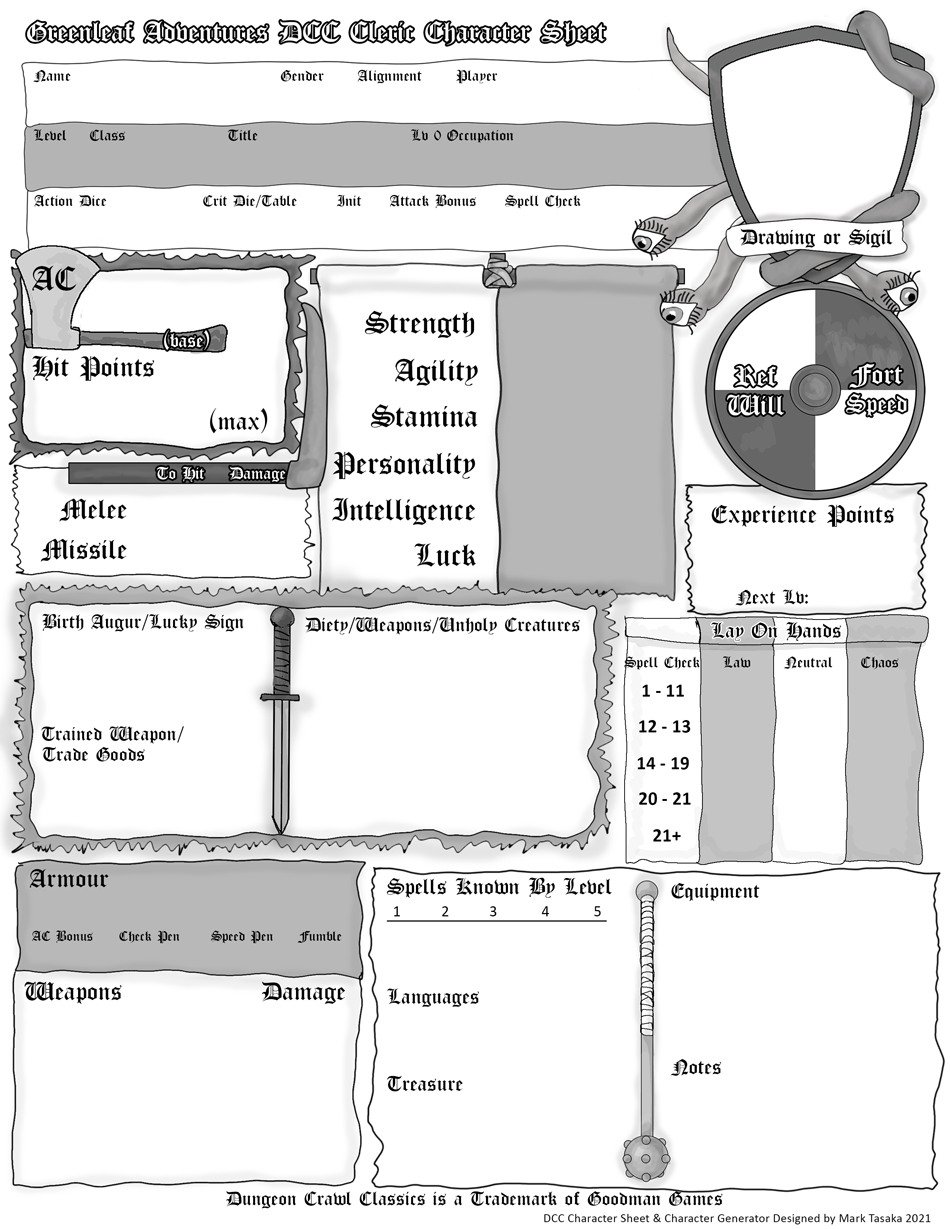 Greenleaf Adventures DCC Cleric Character Sheet
Name Gender Alignment Player
Level Class Title Lv 0 Occupation
Action Dice Crit Die/Table Init Attack Bonus Spell Check
Drawing or Sigil
AC
(base)
Hit Points
(max)
To Hit Damage
Melee
Missile
Strength
Agility
Stamina
Personality
Intelligence
Luck
Ref Fort
Will Speed
Experience Points
Next Lv:
Birth Augur/Lucky Sign
Trained Weapon/
Trade Goods
Diety/Weapons/Unholy Creatures
Lay On Hands
Spell Check Law Neutral Chaos
1 - 11
12 - 13
14 - 19
20 - 21
21+
Armour
AC Bonus Check Pen Speed Pen Fumble
Weapons Damage
Spells Known By Level
1 2 3 4 5
Languages
Treasure
Equipment
Notes
Dungeon Crawl Classics is a Trademark of Goodman Games
DCC Character Sheet & Character Generator Designed by Mark Tasaka 2021